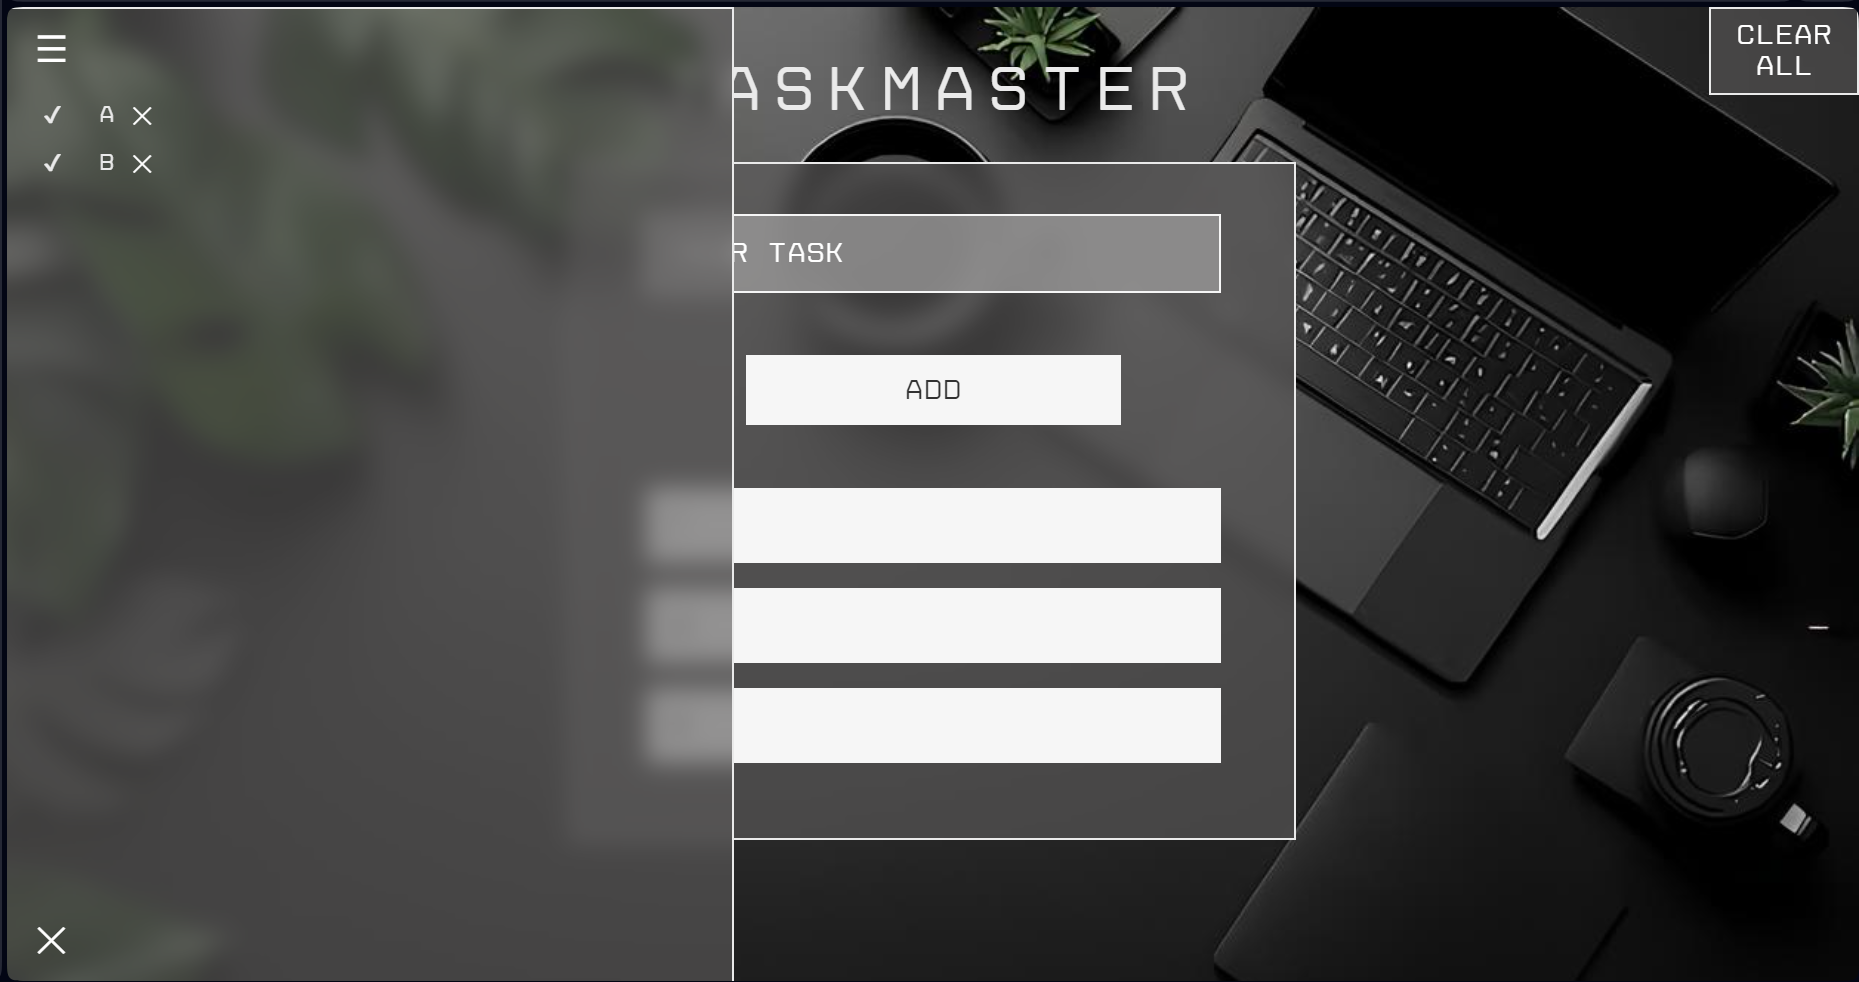 CLEAR
ALL
ASKMASTER
✓ A ×
✓ B ×
R TASK
ADD